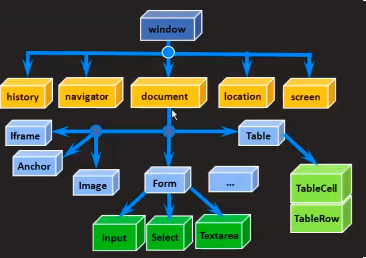 window
history
navigator
document
location
screen
Iframe
Table
Anchor
Image
Form
...
TableCell
TableRow
Input
Select
Textarea